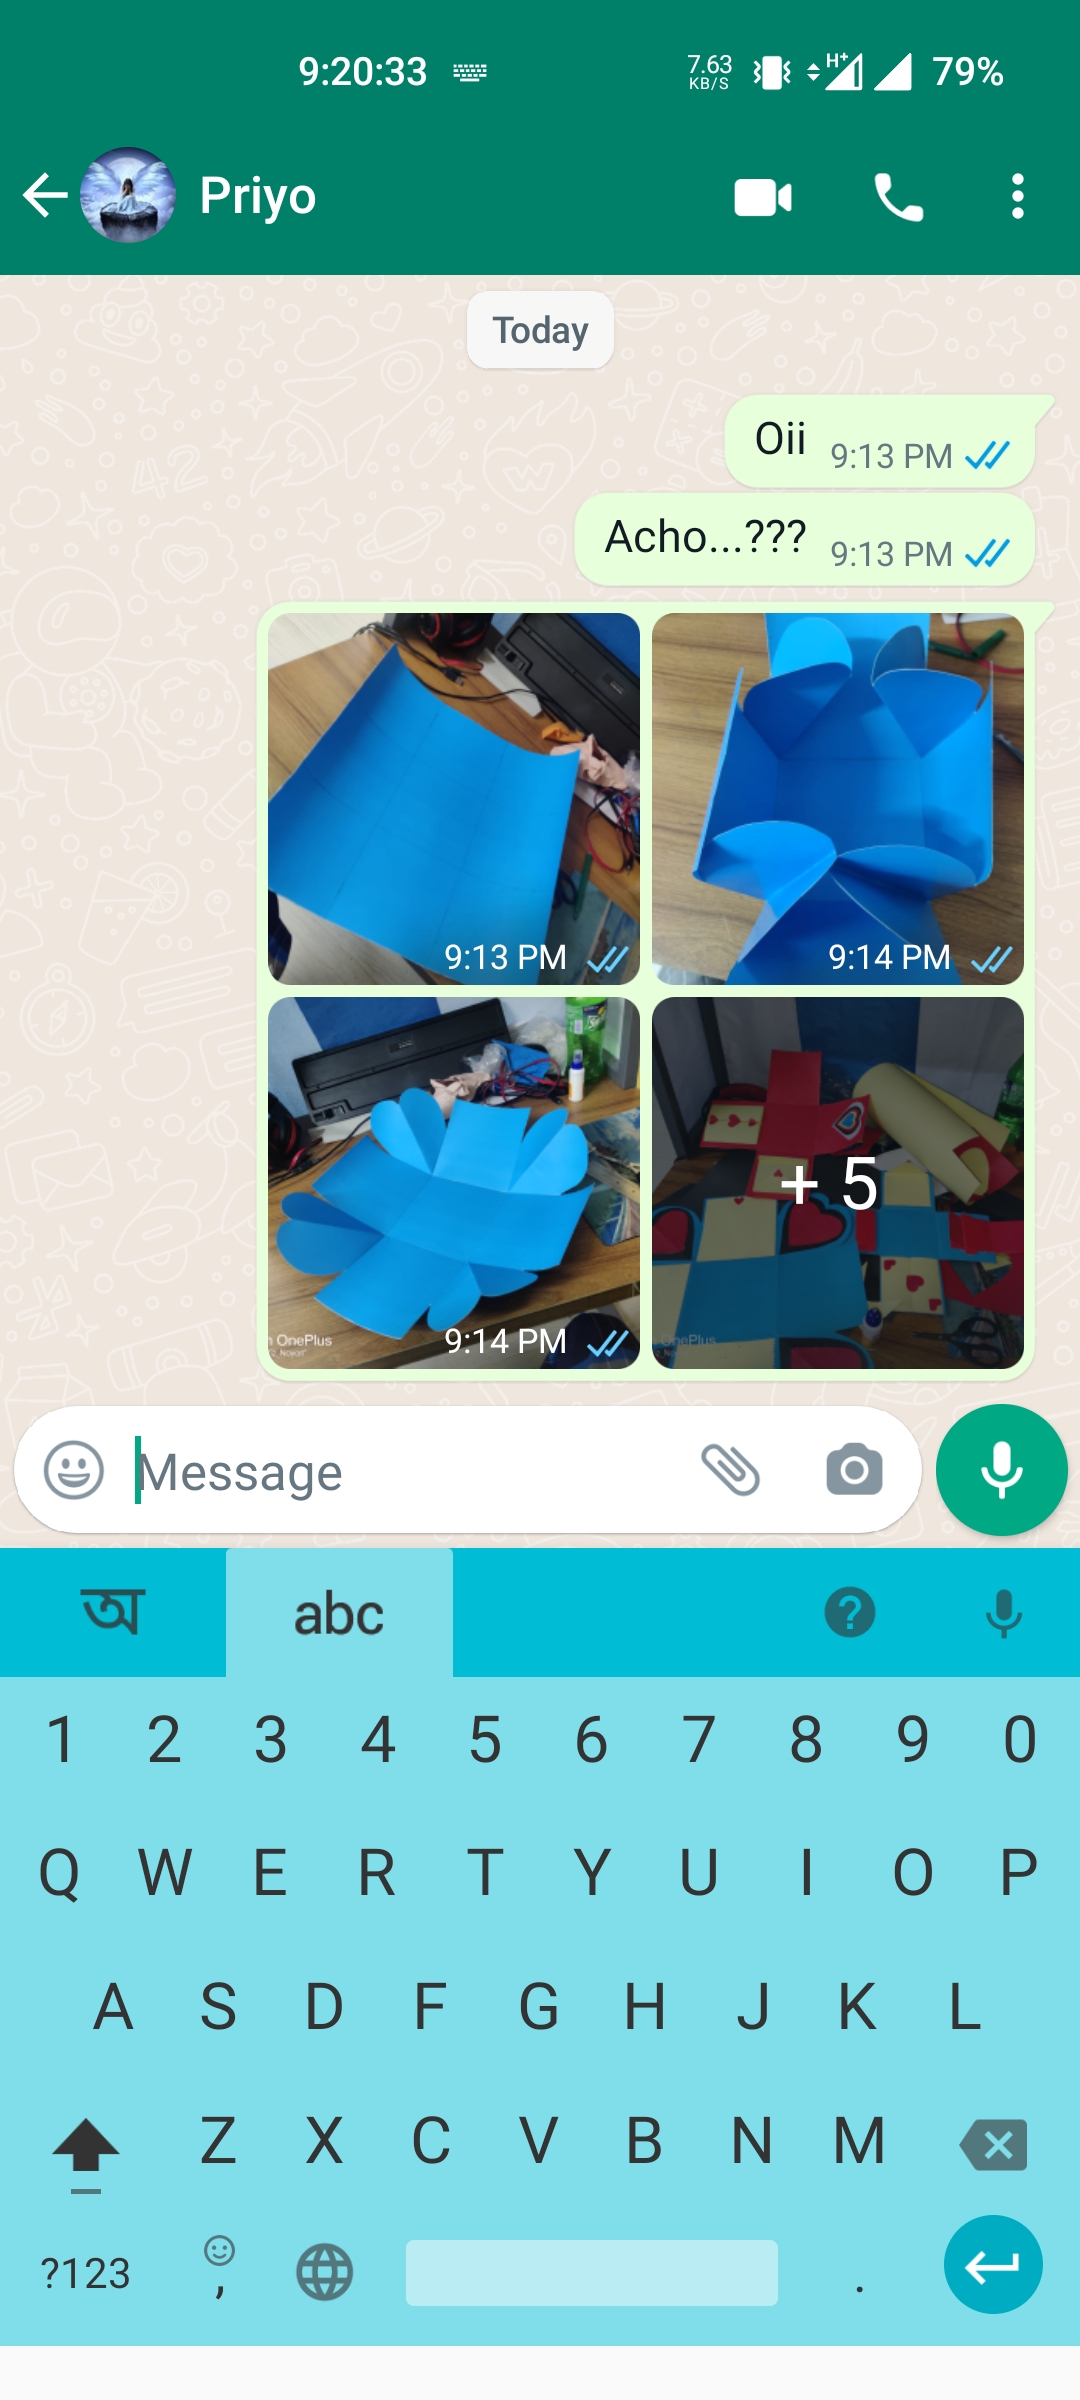 9:20:33
7.63
KB/S
H+
79%
Priyo
Today
Oii 9:13 PM
Acho...??? 9:13 PM
9:13 PM
9:14 PM
OnePlus
9:14 PM
+ 5
OnePlus
Message
অ
abc
1 2 3 4 5 6 7 8 9 0
Q W E R T Y U I O P
A S D F G H J K L
Z X C V B N M
?123 , .